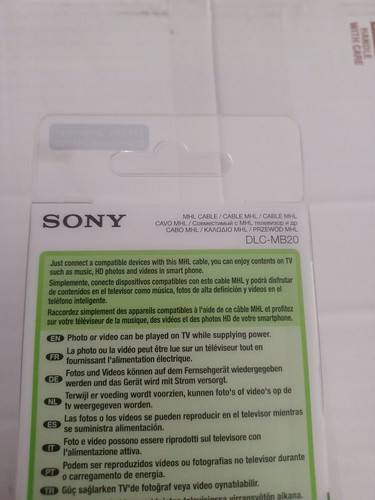 HANDLE
WITH CARE
SONY
MHL CABLE / CABLE MHL / CABLE MHL
CAVO MHL / Совместимый с MHL телевизор и др
CABO MHL / ΚΑΛΩΔΙΟ MHL / PRZEWÓD MHL
DLC-MB20
Just connect a compatible devices with this MHL cable, you can enjoy contents on TV
such as music, HD photos and videos in smart phone.
Simplemente, conecte dispositivos compatibles con este cable MHL y podrá disfrutar
de contenidos en el televisor como música, fotos de alta definición y vídeos en el
teléfono inteligente.
Raccordez simplement des appareils compatibles à l'aide de ce câble MHL et profitez
sur votre téléviseur de la musique, des vidéos et des photos HD de votre smartphone.
EN Photo or video can be played on TV while supplying power.
FR La photo ou la vidéo peut être lue sur un téléviseur tout en
fournissant l'alimentation électrique.
DE Fotos und Videos können auf dem Fernsehgerät wiedergegeben
werden und das Gerät wird mit Strom versorgt.
NL Terwijl er voeding wordt voorzien, kunnen foto's of video's op de
tv weergegeven worden.
ES Las fotos o los vídeos se pueden reproducir en el televisor mientras
se suministra alimentación.
IT Foto e video possono essere riprodotti sul televisore con
l'alimentazione attiva.
PT Podem ser reproduzidos vídeos ou fotografias no televisor durante
o carregamento de energia.
TR Güç sağlarken TV'de fotoğraf veya video oynatılabilir.